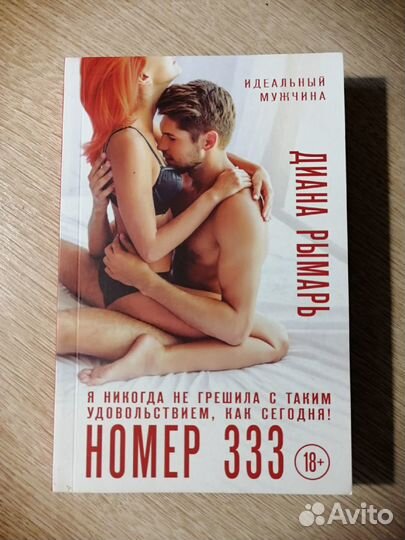 ИДЕАЛЬНЫЙ
МУЖЧИНА
ДИАНА РЫМАРЬ
Я НИКОГДА НЕ ГРЕШИЛА С ТАКИМ
УДОВОЛЬСТВИЕМ, КАК СЕГОДНЯ!
НОМЕР 333
18+
Avito